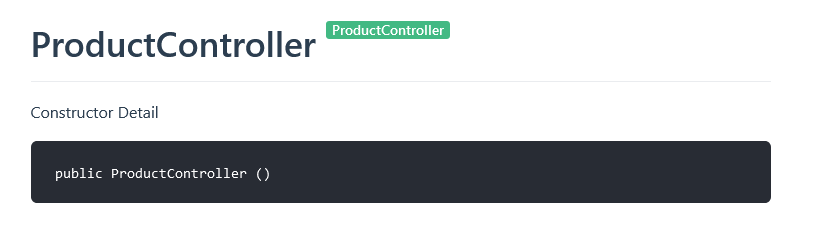 ProductController ProductController
Constructor Detail
public ProductController ()